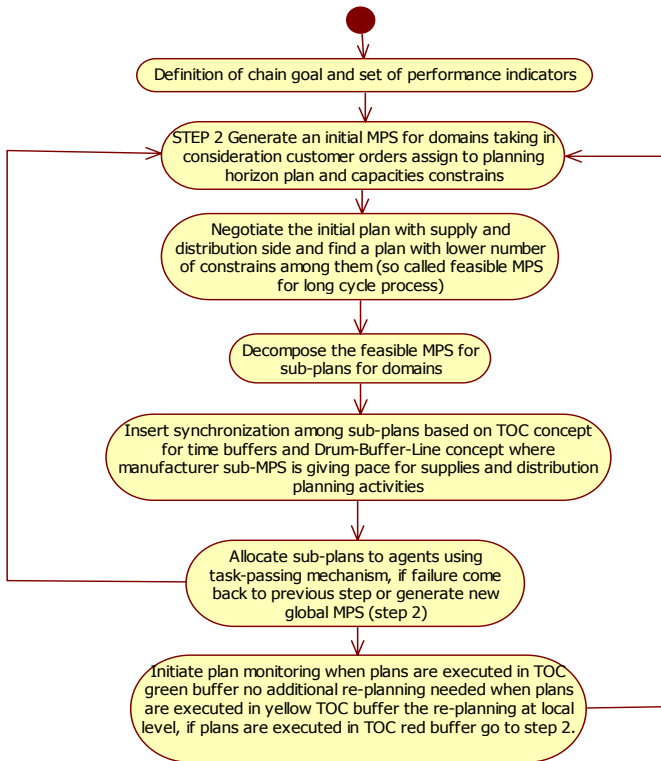 Definition of chain goal and set of performance indicators
STEP 2 Generate an initial MPS for domains taking in
consideration customer orders assign to planning
horizon plan and capacities constrains
Negotiate the initial plan with supply and
distribution side and find a plan with lower number
of constrains among them (so called feasible MPS
for long cycle process)
Decompose the feasible MPS for
sub-plans for domains
Insert synchronization among sub-plans based on TOC concept
for time buffers and Drum-Buffer-Line concept where
manufacturer sub-MPS is giving pace for supplies and distribution
planning activities
Allocate sub-plans to agents using
task-passing mechanism, if failure come
back to previous step or generate new
global MPS (step 2)
Initiate plan monitoring when plans are executed in TOC
green buffer no additional re-planning needed when plans
are executed in yellow TOC buffer the re-planning at local
level, if plans are executed in TOC red buffer go to step 2.